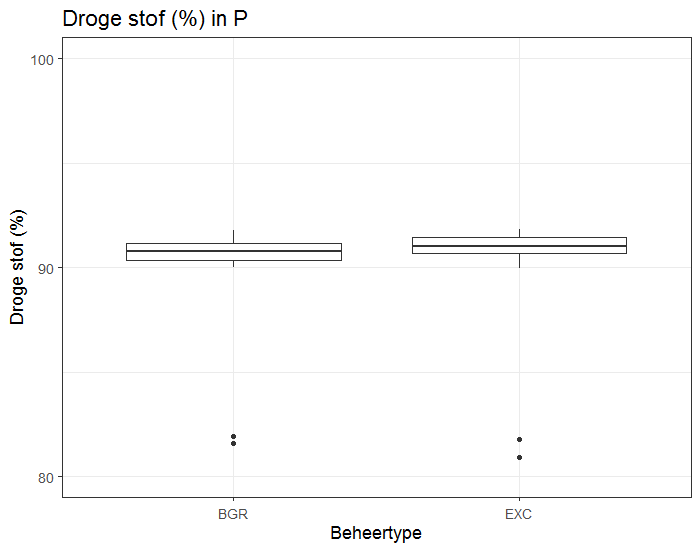 Droge stof (%) in P
100
90
80
Droge stof (%)
BGR
EXC
Beheertype